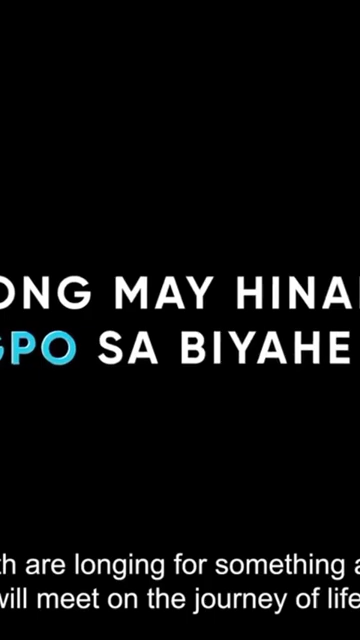 ONG MAY HINA
GPO SA BIYAHE
th are longing for something a
will meet on the journey of life